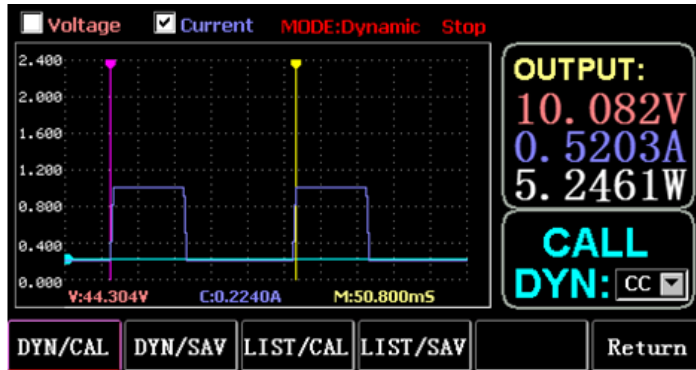 Voltage Current MODE:Dynamic Stop
2.400
2.000
1.600
1.200
0.800
0.400
0.000
V:44.304V C:0.2240A M:50.800mS
OUTPUT:
10.082V
0.5203A
5.2461W
CALL
DYN: CC
DYN/CAL DYN/SAV LIST/CAL LIST/SAV Return